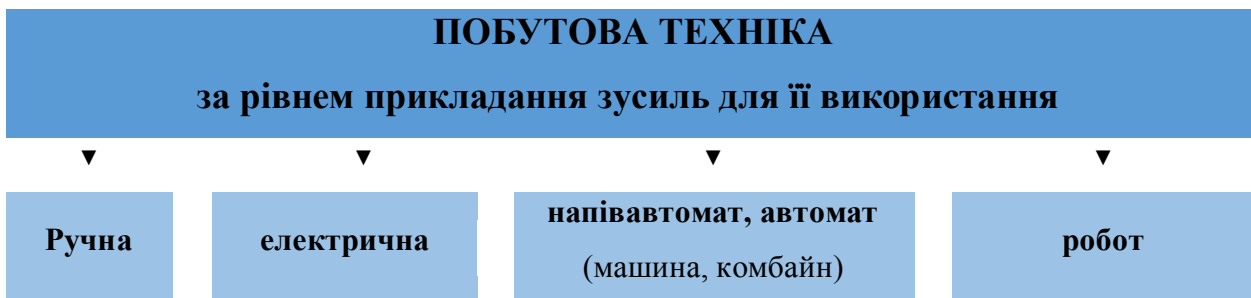 ПОБУТОВА ТЕХНІКА
за рівнем прикладання зусиль для її використання
Ручна
електрична
напівавтомат, автомат
(машина, комбайн)
робот